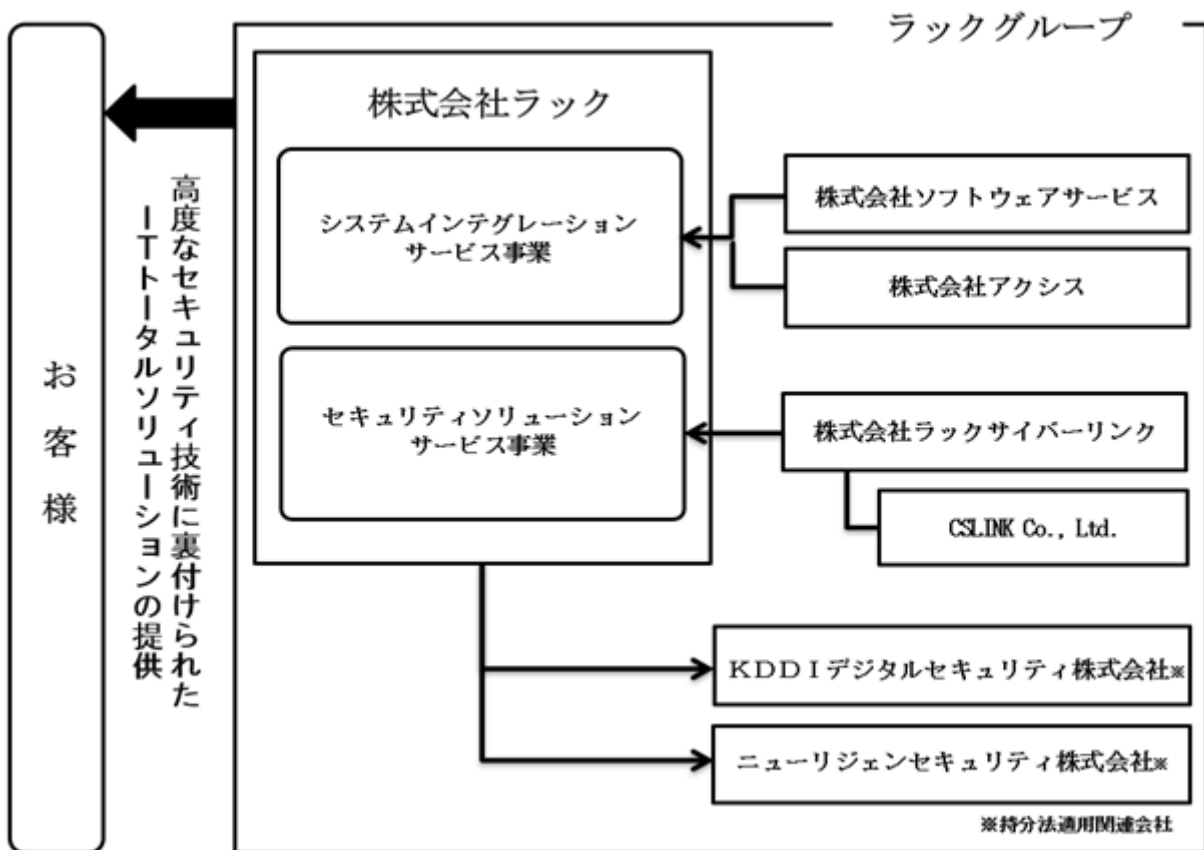 ラックグループ
株式会社ラック
システムインテグレーション
サービス事業
セキュリティソリューション
サービス事業
株式会社ソフトウェアサービス
株式会社アクシス
株式会社ラックサイバーリンク
CSLINK Co., Ltd.
KDDIデジタルセキュリティ株式会社※
ニューリジェンセキュリティ株式会社※
※持分法適用関連会社
高度なセキュリティ技術に裏付けられた
ITトータルソリューションの提供
お客様